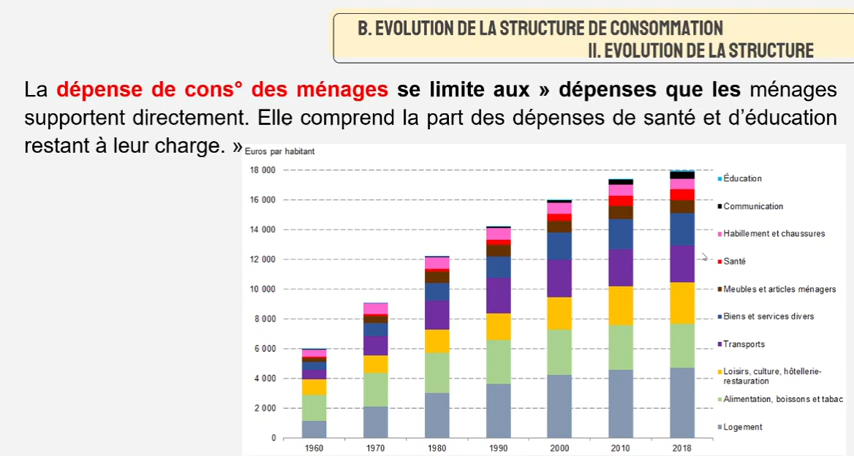 B. EVOLUTION DE LA STRUCTURE DE CONSOMMATION
II. EVOLUTION DE LA STRUCTURE
La dépense de cons° des ménages se limite aux » dépenses que les ménages
supportent directement. Elle comprend la part des dépenses de santé et d’éducation
restant à leur charge. »
Euros par habitant
18 000
16 000
14 000
12 000
10 000
8 000
6 000
4 000
2 000
0
1960 1970 1980 1990 2000 2010 2018
Éducation
Communication
Habillement et chaussures
Santé
Meubles et articles ménagers
Biens et services divers
Transports
Loisirs, culture, hôtellerie-
restauration
Alimentation, boissons et tabac
Logement